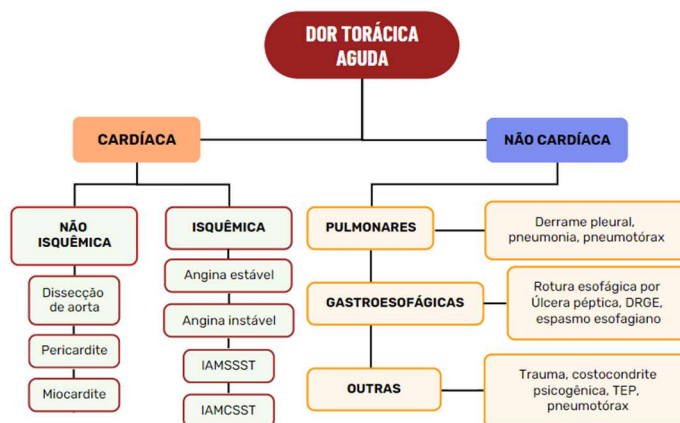 DOR TORÁCICA
AGUDA
CARDÍACA
NÃO CARDÍACA
NÃO
ISQUÊMICA
Dissecção
de aorta
Pericardite
Miocardite
ISQUÊMICA
Angina estável
Angina instável
IAMSSST
IAMCSST
PULMONARES
Derrame pleural,
pneumonia, pneumotórax
GASTROESOFÁGICAS
Rotura esofágica por
Úlcera péptica, DRGE,
espasmo esofagiano
OUTRAS
Trauma, costocondrite
psicogênica, TEP,
pneumotórax